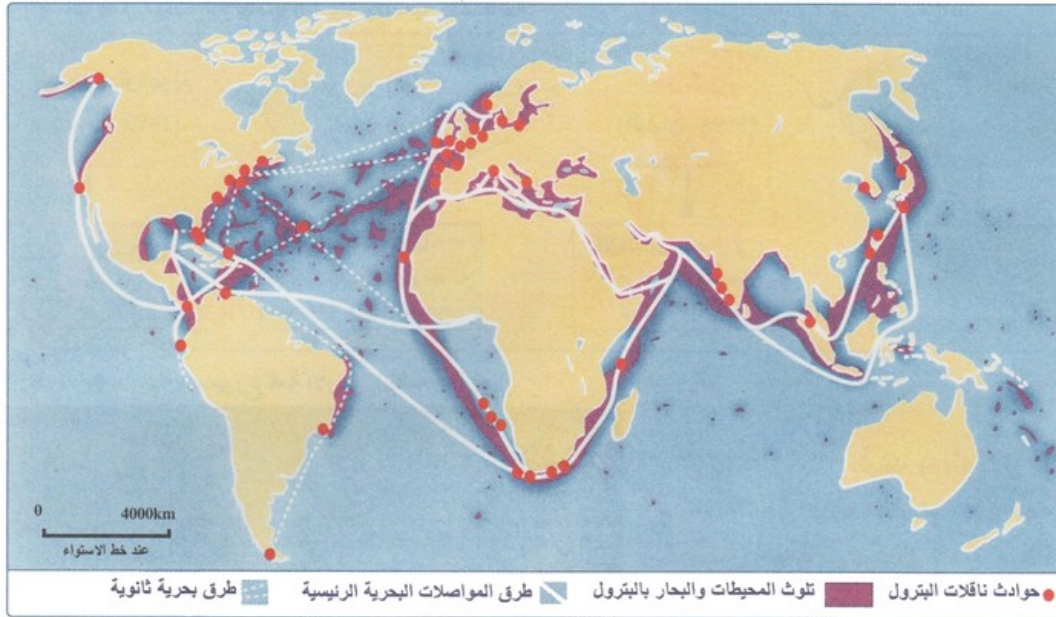 0 4000km
عند خط الاستواء
حوادث ناقلات البترول تلوث المحيطات والبحار بالبترول طرق المواصلات البحرية الرئيسية طرق بحرية ثانوية